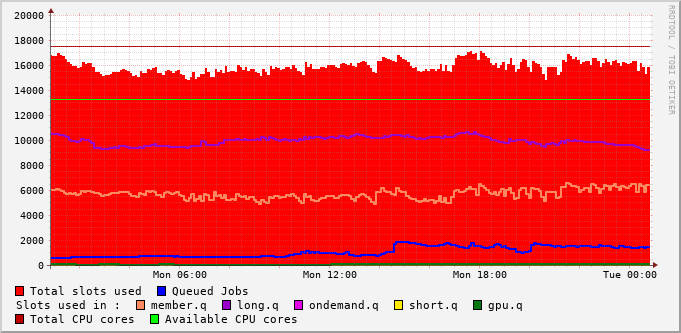 RRDTOOL / TOBI OETIKER
20000
18000
16000
14000
12000
10000
8000
6000
4000
2000
0
Mon 06:00 Mon 12:00 Mon 18:00 Tue 00:00
Total slots used Queued Jobs
Slots used in : member.q long.q ondemand.q short.q gpu.q
Total CPU cores Available CPU cores